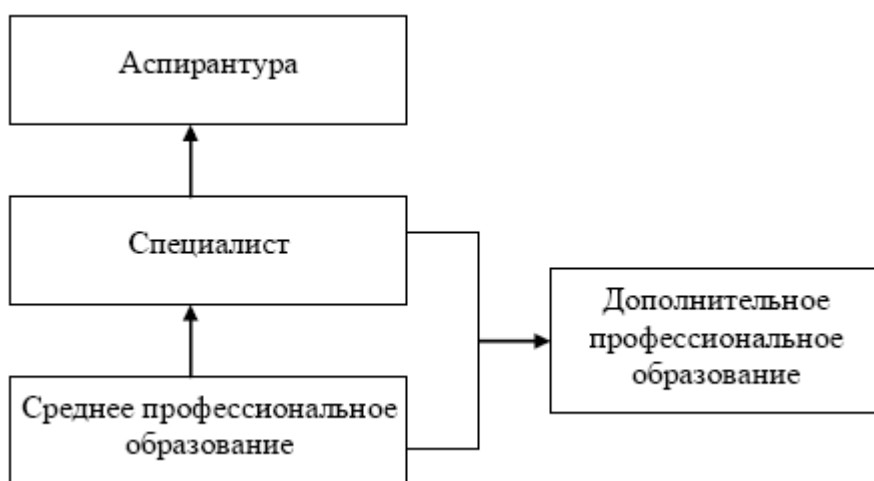 Аспирантура
Специалист
Дополнительное
профессиональное
образование
Среднее профессиональное
образование